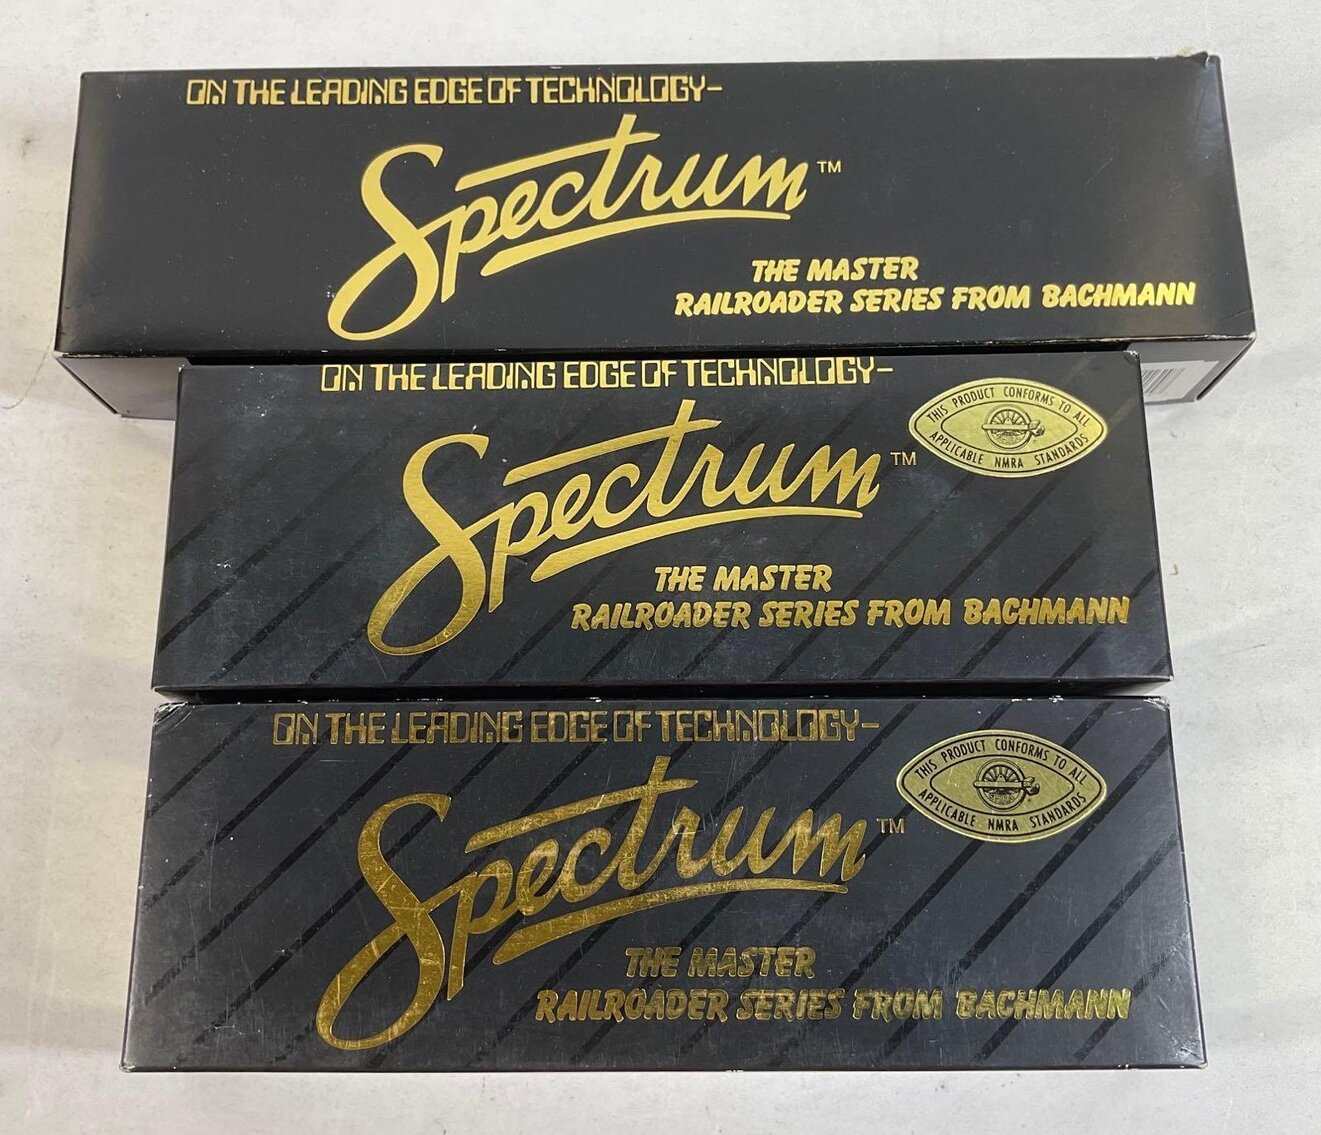 ON THE LEADING EDGE OF TECHNOLOGY-
Spectrum™
THE MASTER
RAILROADER SERIES FROM BACHMANN
ON THE LEADING EDGE OF TECHNOLOGY-
THIS PRODUCT CONFORMS TO ALL
APPLICABLE NMRA STANDARDS
Spectrum™
THE MASTER
RAILROADER SERIES FROM BACHMANN
ON THE LEADING EDGE OF TECHNOLOGY-
THIS PRODUCT CONFORMS TO ALL
APPLICABLE NMRA STANDARDS
Spectrum™
THE MASTER
RAILROADER SERIES FROM BACHMANN